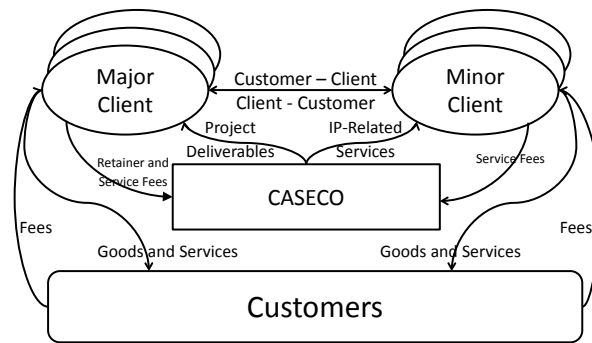 Major
Client
Customer – Client
Client - Customer
Minor
Client
Project
Deliverables
IP-Related
Services
Retainer and
Service Fees
Service Fees
CASECO
Fees
Goods and Services
Goods and Services
Fees
Customers